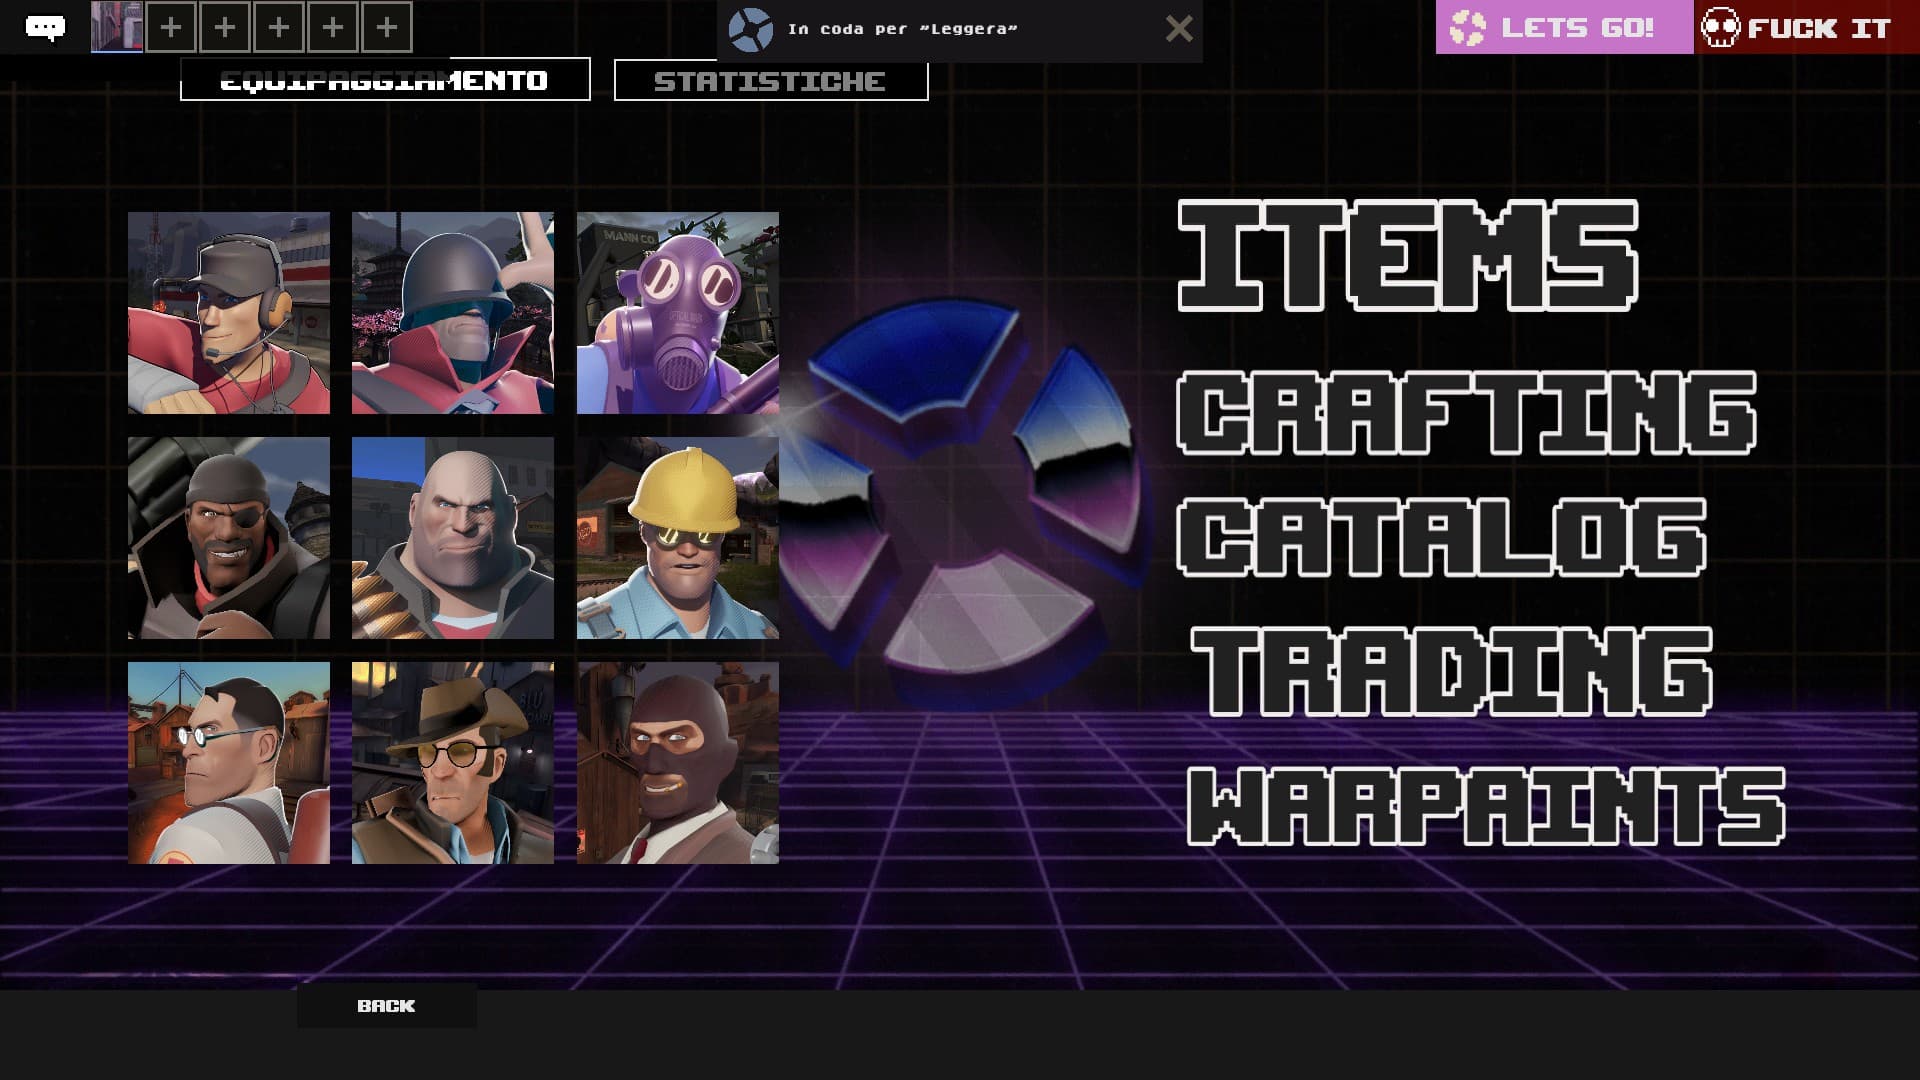 In coda per "Leggera"
LETS GO!
FUCK IT
EQUIPAGGIAMENTO
STATISTICHE
MANN CO.
ITEMS
CRAFTING
CATALOG
TRADING
WARPAINTS
BACK